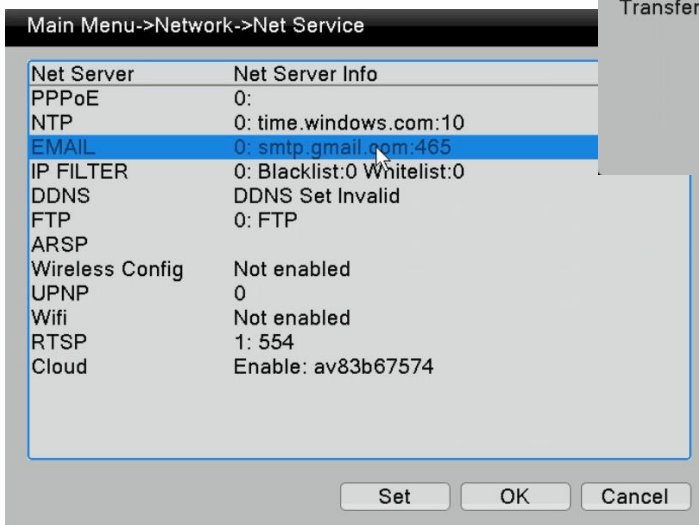 Transfer
Main Menu->Network->Net Service
Net Server Net Server Info
PPPoE 0:
NTP 0: time.windows.com:10
EMAIL 0: smtp.gmail.com:465
IP FILTER 0: Blacklist:0 Whitelist:0
DDNS DDNS Set Invalid
FTP 0: FTP
ARSP
Wireless Config Not enabled
UPNP 0
Wifi Not enabled
RTSP 1: 554
Cloud Enable: av83b67574
Set OK Cancel